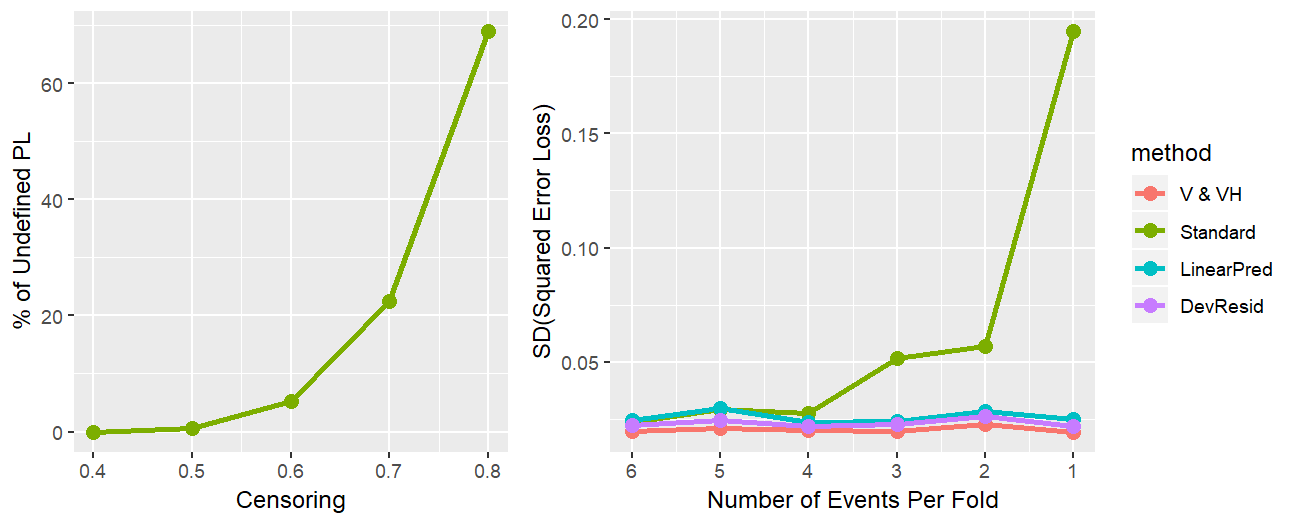 % of Undefined PL
60
40
20
0
0.4 0.5 0.6 0.7 0.8
Censoring
SD(Squared Error Loss)
0.20
0.15
0.10
0.05
6 5 4 3 2 1
Number of Events Per Fold
method
V & VH
Standard
LinearPred
DevResid